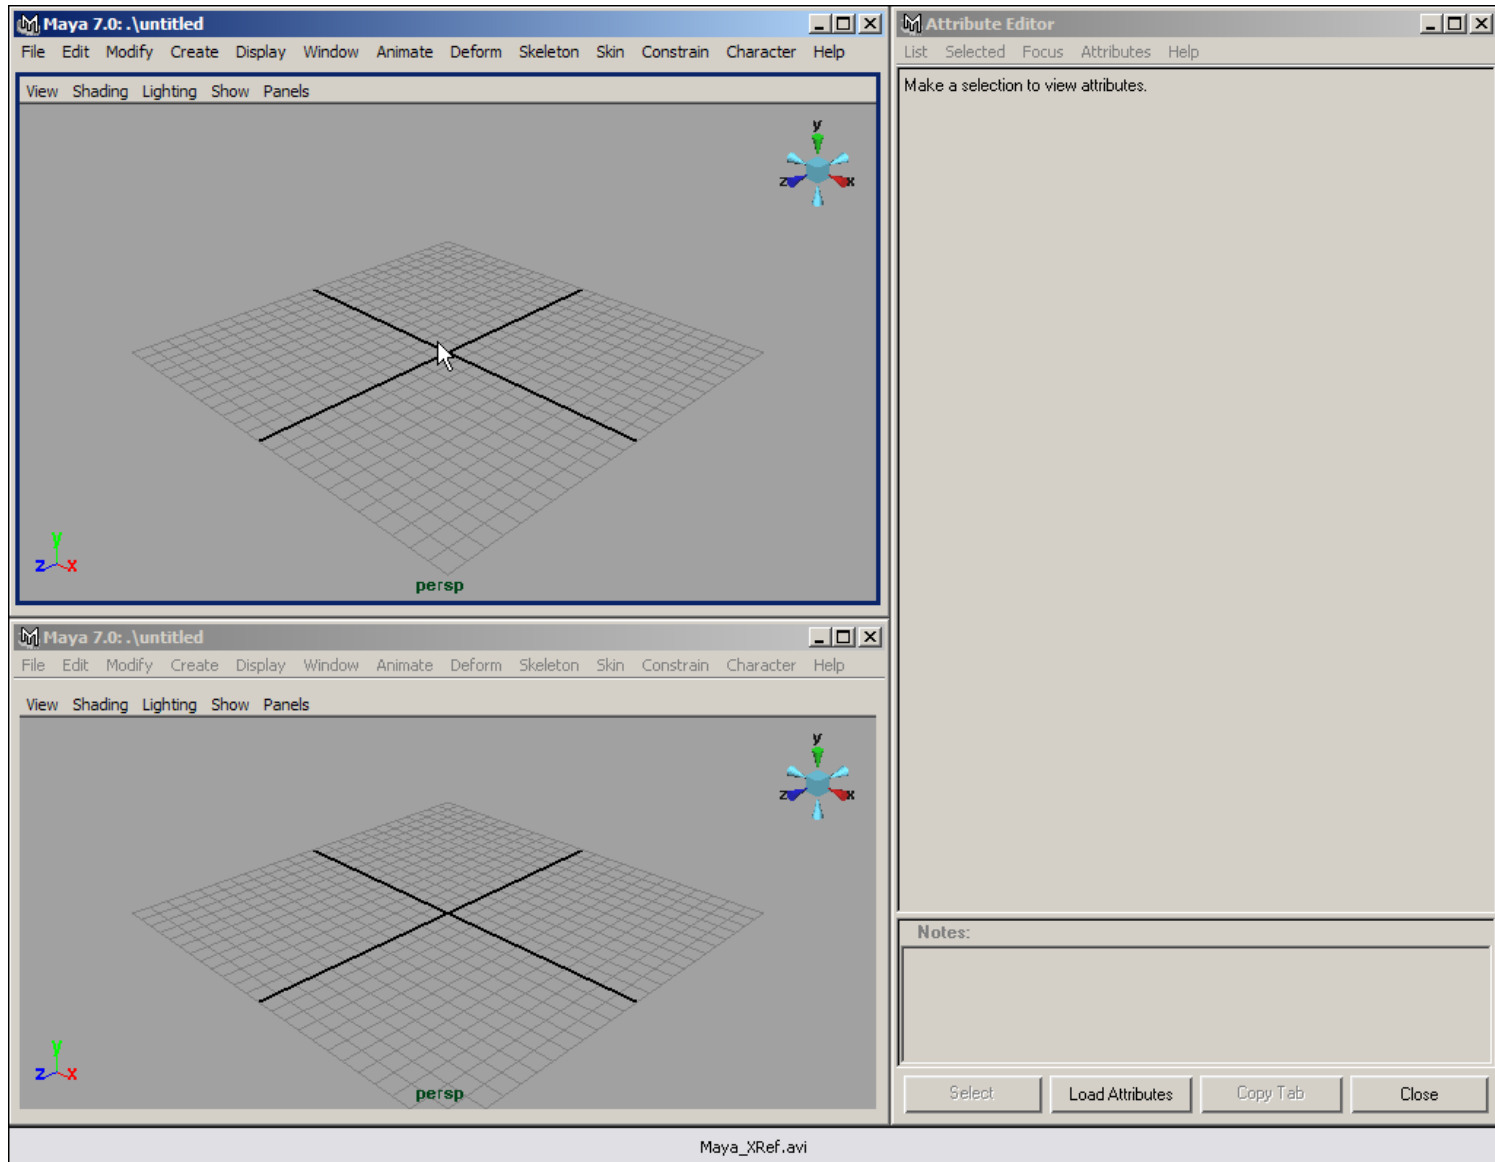 Maya 7.0: .\untitled
File Edit Modify Create Display Window Animate Deform Skeleton Skin Constrain Character Help
View Shading Lighting Show Panels
y
z x
y
z x
persp
Maya 7.0: .\untitled
File Edit Modify Create Display Window Animate Deform Skeleton Skin Constrain Character Help
View Shading Lighting Show Panels
y
z x
y
z x
persp
Attribute Editor
List Selected Focus Attributes Help
Make a selection to view attributes.
Notes:
Select Load Attributes Copy Tab Close
Maya_XRef.avi